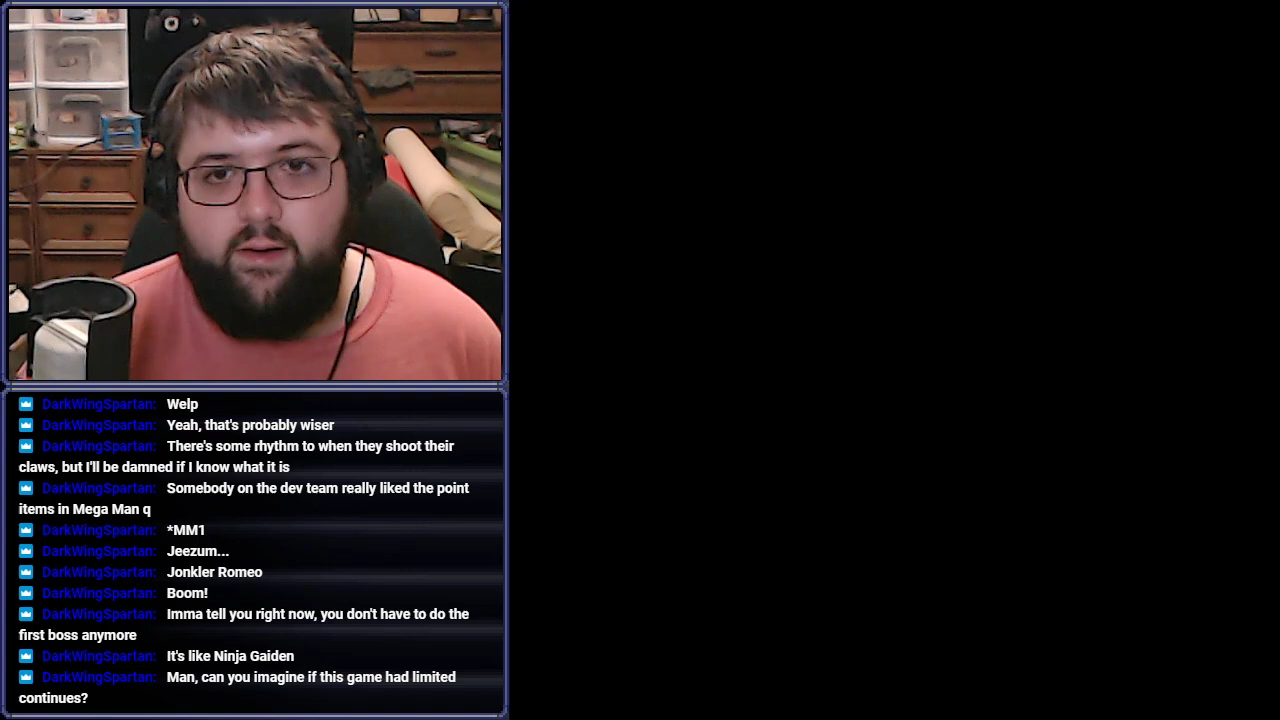 DarkWingSpartan: Welp
DarkWingSpartan: Yeah, that's probably wiser
DarkWingSpartan: There's some rhythm to when they shoot their
claws, but I'll be damned if I know what it is
DarkWingSpartan: Somebody on the dev team really liked the point
items in Mega Man q
DarkWingSpartan: *MM1
DarkWingSpartan: Jeezum...
DarkWingSpartan: Jonkler Romeo
DarkWingSpartan: Boom!
DarkWingSpartan: Imma tell you right now, you don't have to do the
first boss anymore
DarkWingSpartan: It's like Ninja Gaiden
DarkWingSpartan: Man, can you imagine if this game had limited
continues?